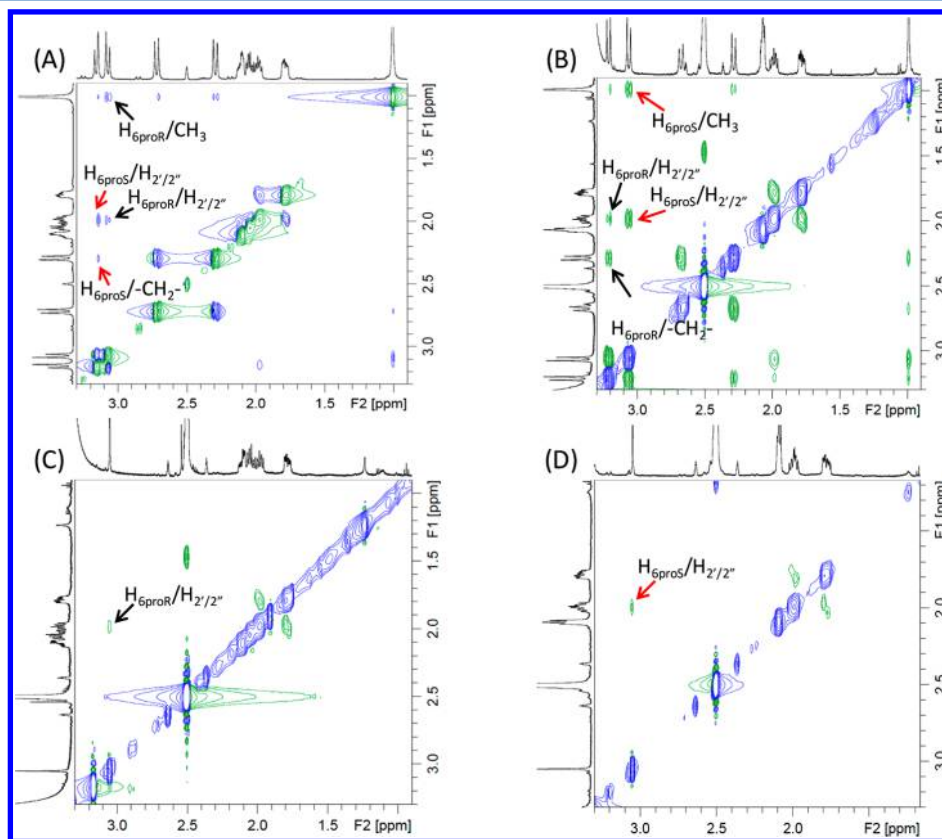 (A)
H6proR/CH3
H6proS/H2'/2"
H6proR/H2'/2"
H6proS/-CH2-
F1 [ppm]
1.5
2.0
2.5
3.0
3.0
2.5
2.0
1.5
F2 [ppm]
(B)
H6proS/CH3
H6proR/H2'/2"
H6proS/H2'/2"
H6proR/-CH2-
F1 [ppm]
1.5
2.0
2.5
3.0
3.0
2.5
2.0
1.5
F2 [ppm]
(C)
H6proR/H2'/2"
F1 [ppm]
1.5
2.0
2.5
3.0
3.0
2.5
2.0
1.5
F2 [ppm]
(D)
H6proS/H2'/2"
F1 [ppm]
1.5
2.0
2.5
3.0
3.0
2.5
2.0
1.5
F2 [ppm]